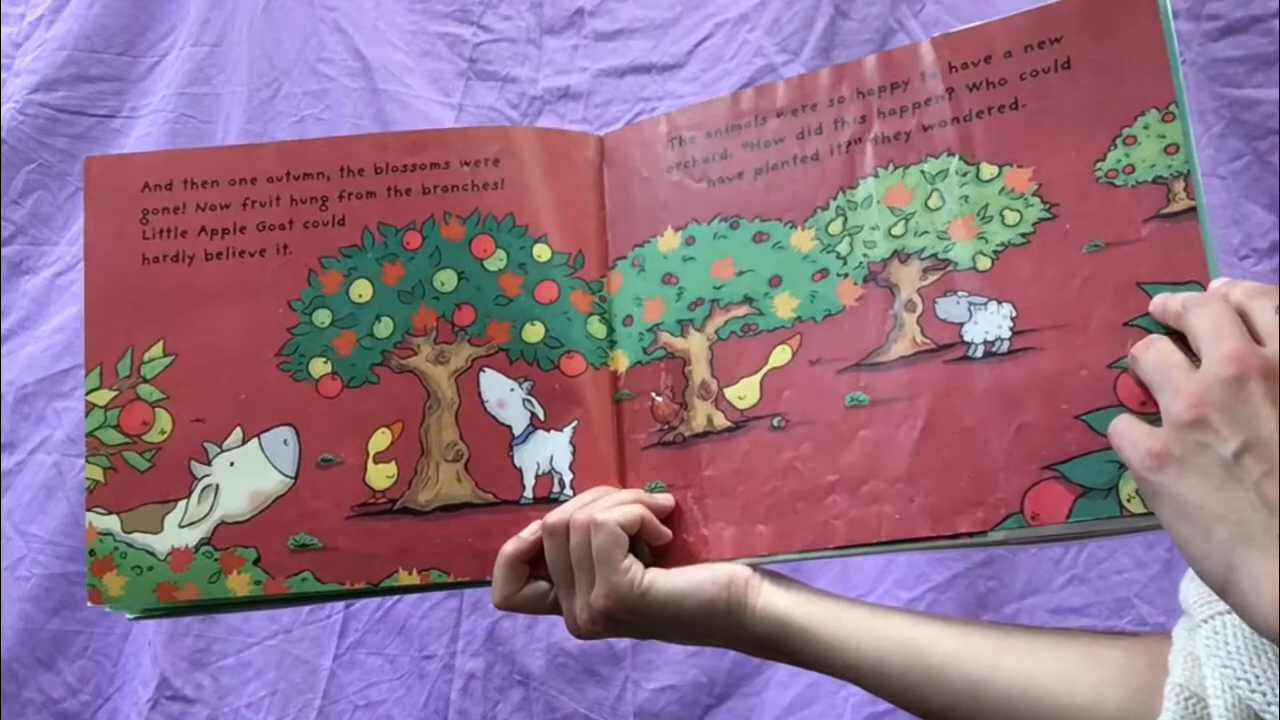 And then one autumn, the blossoms were
gone! Now fruit hung from the branches!
Little Apple Goat could
hardly believe it.
The animals were so happy to have a new
orchard. "How did this happen? Who could
have planted it?" they wondered.